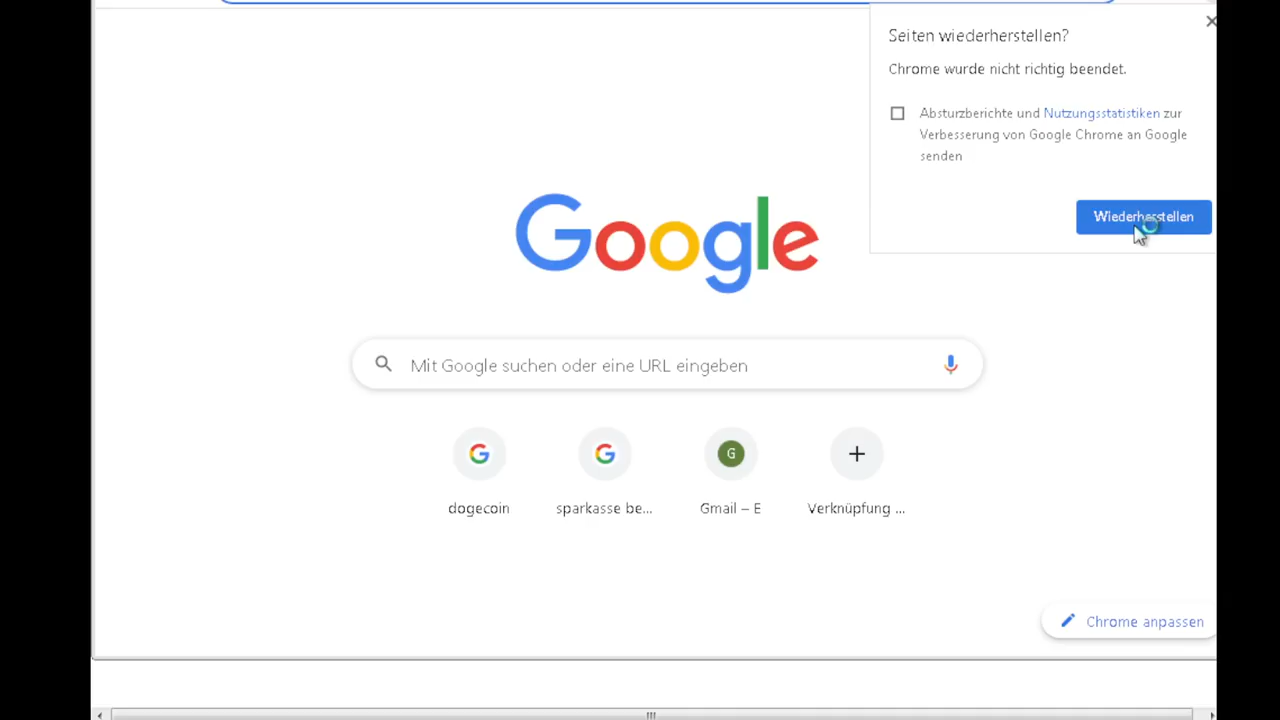 Seiten wiederherstellen?
Chrome wurde nicht richtig beendet.
Absturzberichte und Nutzungsstatistiken zur
Verbesserung von Google Chrome an Google
senden
Wiederherstellen
Google
Mit Google suchen oder eine URL eingeben
G
dogecoin
sparkasse be...
Gmail – E
Verknüpfung ...
Chrome anpassen